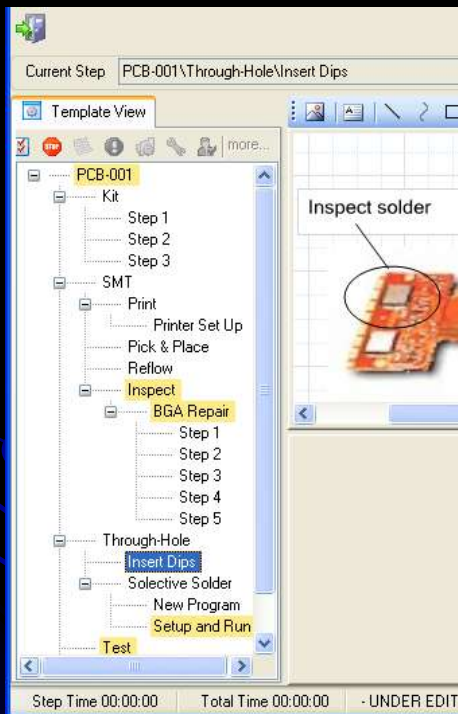 Current Step PCB-001\Through-Hole\Insert Dips
Template View
STOP more...
PCB-001
Kit
Step 1
Step 2
Step 3
SMT
Print
Printer Set Up
Pick & Place
Reflow
Inspect
BGA Repair
Step 1
Step 2
Step 3
Step 4
Step 5
Through-Hole
Insert Dips
Solective Solder
New Program
Setup and Run
Test
Inspect solder
Step Time 00:00:00 Total Time 00:00:00 - UNDER EDIT